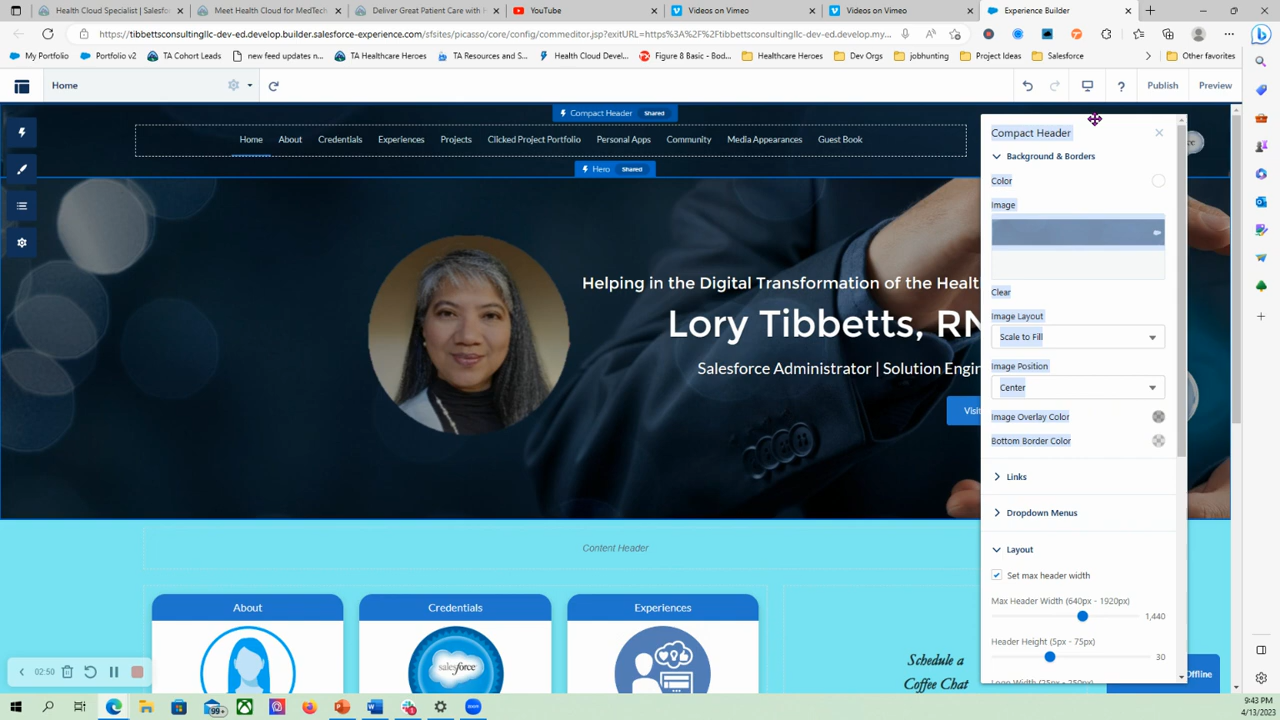 Health Cloud Specialist | Salesforc
Meet Health Cloud for MedTech
Deliver Great Patient Care with H
YouTube
Videos on Vimeo
Videos on Vimeo
Experience Builder
https://tibbettsconsultingllc-dev-ed.develop.builder.salesforce-experience.com/sfsites/picasso/core/config/commeditor.jsp?exitURL=https%3A%2F%2Ftibbettsconsultingllc-dev-ed.develop.my...
My Portfolio
Portfolio v2
TA Cohort Leads
new feed updates n...
TA Healthcare Heroes
TA Resources and S...
Health Cloud Devel...
Figure 8 Basic - Bod...
Healthcare Heroes
Dev Orgs
jobhunting
Project Ideas
Salesforce
Other favorites
Home
Publish
Preview
Compact Header Shared
Home About Credentials Experiences Projects Clicked Project Portfolio Personal Apps Community Media Appearances Guest Book
Hero Shared
Helping in the Digital Transformation of the Health
Lory Tibbetts, RN
Salesforce Administrator | Solution Engin
Visit
Content Header
About
Credentials
Experiences
salesforce
Schedule a
Coffee Chat
Offline
Compact Header
Background & Borders
Color
Image
Clear
Image Layout
Scale to Fill
Image Position
Center
Image Overlay Color
Bottom Border Color
Links
Dropdown Menus
Layout
Set max header width
Max Header Width (640px - 1920px)
1,440
Header Height (5px - 75px)
30
Logo Width (25px - 250px)
02:50
99+
9:43 PM
4/13/2023